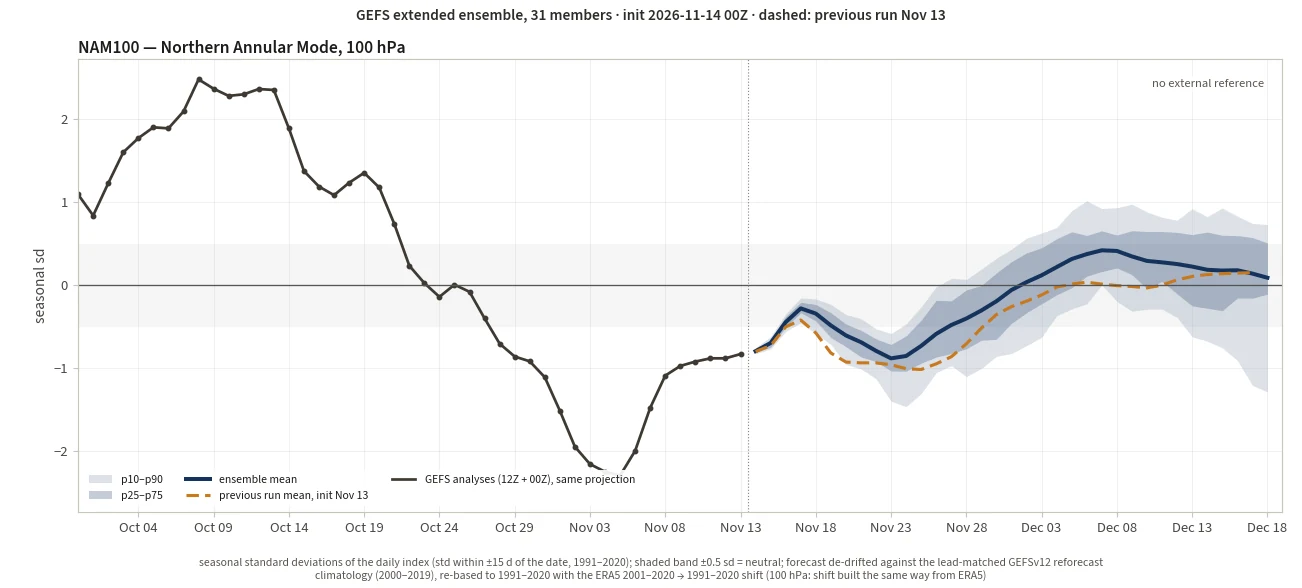 GEFS extended ensemble, 31 members · init 2026-11-14 00Z · dashed: previous run Nov 13
NAM100 — Northern Annular Mode, 100 hPa
no external reference
seasonal sd
2
1
0
−1
−2
p10–p90
p25–p75
ensemble mean
previous run mean, init Nov 13
GEFS analyses (12Z + 00Z), same projection
Oct 04
Oct 09
Oct 14
Oct 19
Oct 24
Oct 29
Nov 03
Nov 08
Nov 13
Nov 18
Nov 23
Nov 28
Dec 03
Dec 08
Dec 13
Dec 18
seasonal standard deviations of the daily index (std within ±15 d of the date, 1991–2020); shaded band ±0.5 sd = neutral; forecast de-drifted against the lead-matched GEFSv12 reforecast
climatology (2000–2019), re-based to 1991–2020 with the ERA5 2001–2020 → 1991–2020 shift (100 hPa: shift built the same way from ERA5)